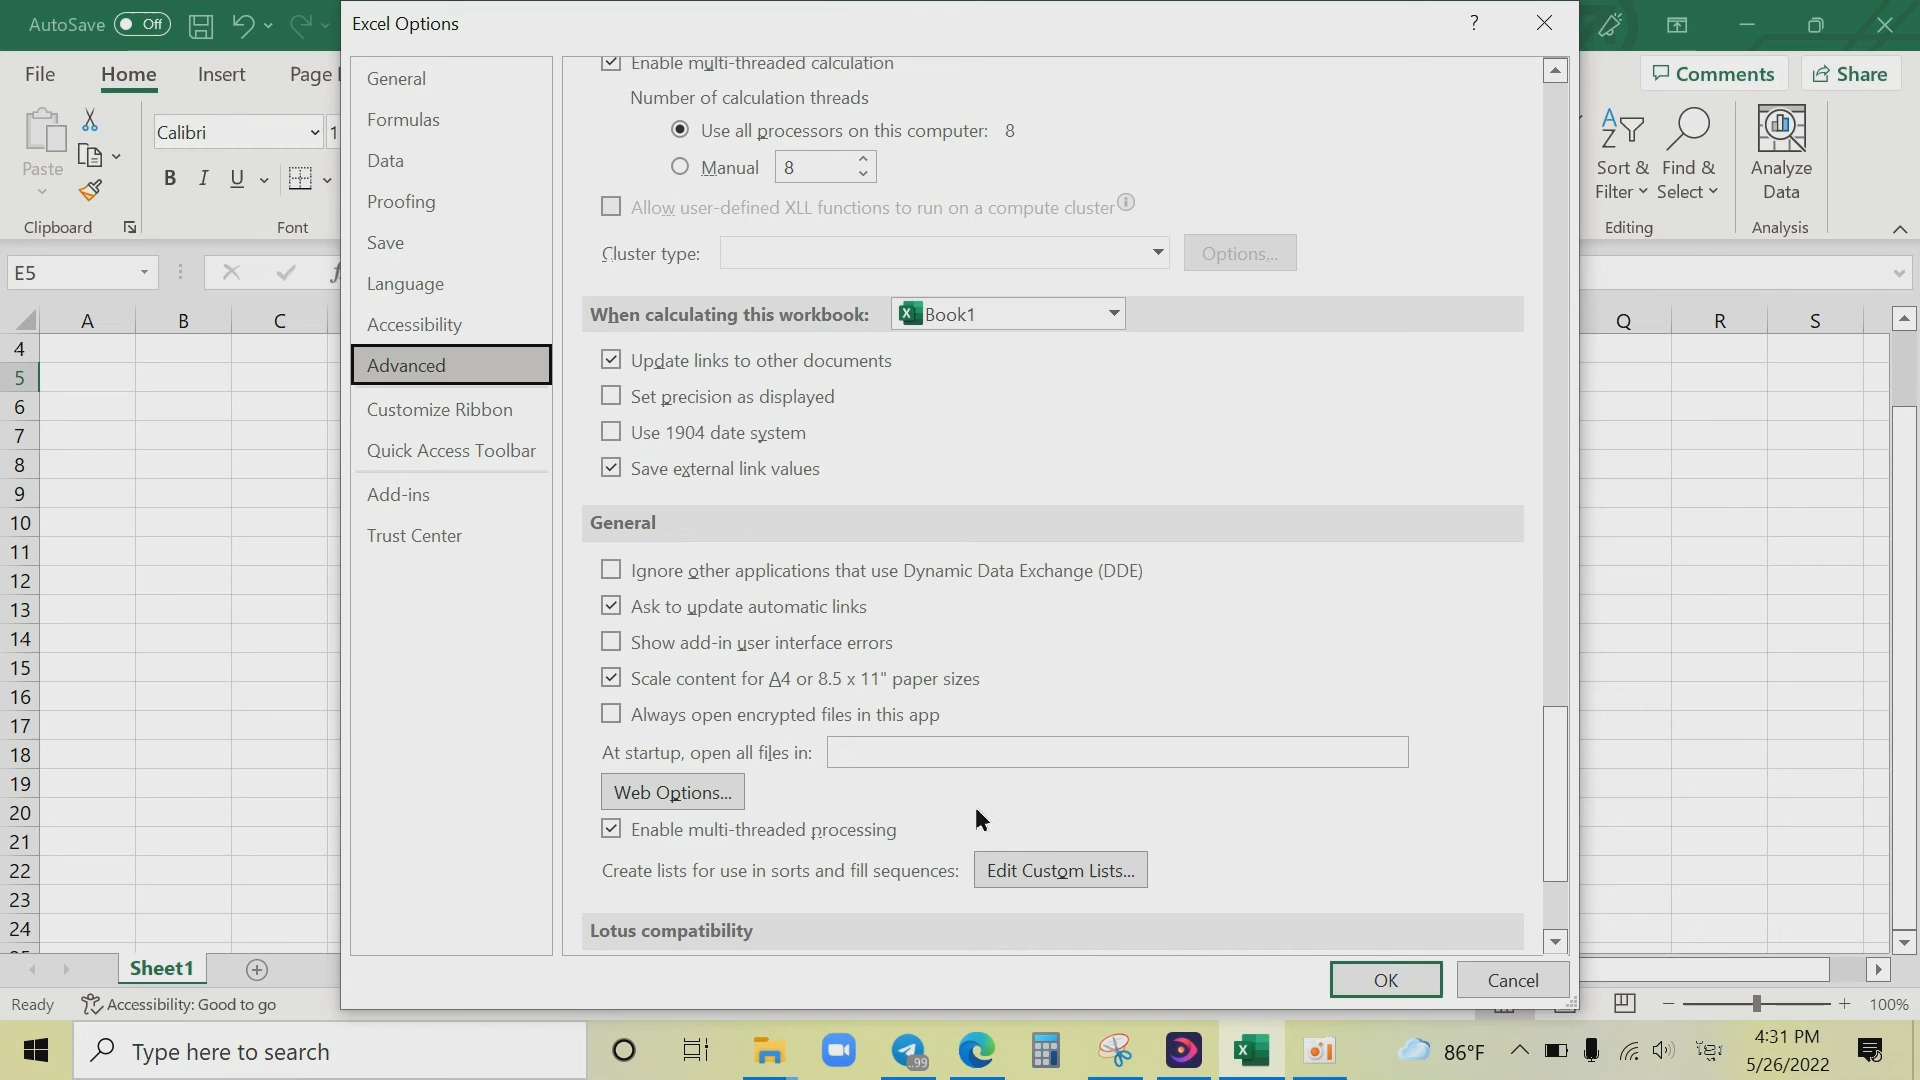 AutoSave Off
Excel Options
?
File Home Insert Page
Comments Share
Paste
Clipboard
Calibri
1
B I U
Font
Sort & Filter
Find & Select
Editing
Analyze Data
Analysis
E5
A B C Q R S
4
5
6
7
8
9
10
11
12
13
14
15
16
17
18
19
20
21
22
23
24
General
Formulas
Data
Proofing
Save
Language
Accessibility
Advanced
Customize Ribbon
Quick Access Toolbar
Add-ins
Trust Center
Enable multi-threaded calculation
Number of calculation threads
Use all processors on this computer: 8
Manual 8
Allow user-defined XLL functions to run on a compute cluster
Cluster type: Options...
When calculating this workbook: Book1
Update links to other documents
Set precision as displayed
Use 1904 date system
Save external link values
General
Ignore other applications that use Dynamic Data Exchange (DDE)
Ask to update automatic links
Show add-in user interface errors
Scale content for A4 or 8.5 x 11" paper sizes
Always open encrypted files in this app
At startup, open all files in:
Web Options...
Enable multi-threaded processing
Create lists for use in sorts and fill sequences: Edit Custom Lists...
Lotus compatibility
OK Cancel
Sheet1
Ready Accessibility: Good to go
100%
Type here to search
99
86°F
4:31 PM
5/26/2022